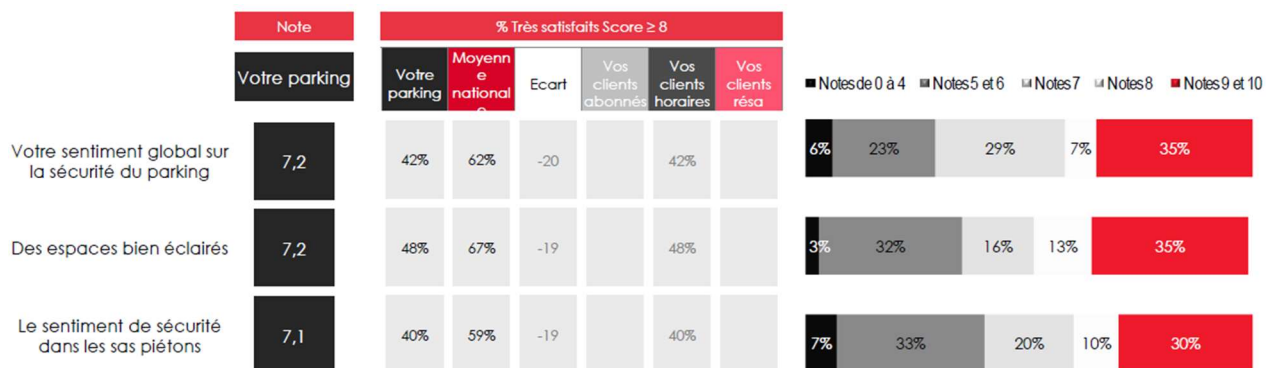 Note
% Très satisfaits Score ≥ 8
Votre parking
Votre
parking
Moyenn
e
national
e
Ecart
Vos
clients
abonnés
Vos
clients
horaires
Vos
clients
résa
Notes de 0 à 4
Notes 5 et 6
Notes 7
Notes 8
Notes 9 et 10
Votre sentiment global sur
la sécurité du parking
7,2
42%
62%
-20
42%
6%
23%
29%
7%
35%
Des espaces bien éclairés
7,2
48%
67%
-19
48%
3%
32%
16%
13%
35%
Le sentiment de sécurité
dans les sas piétons
7,1
40%
59%
-19
40%
7%
33%
20%
10%
30%